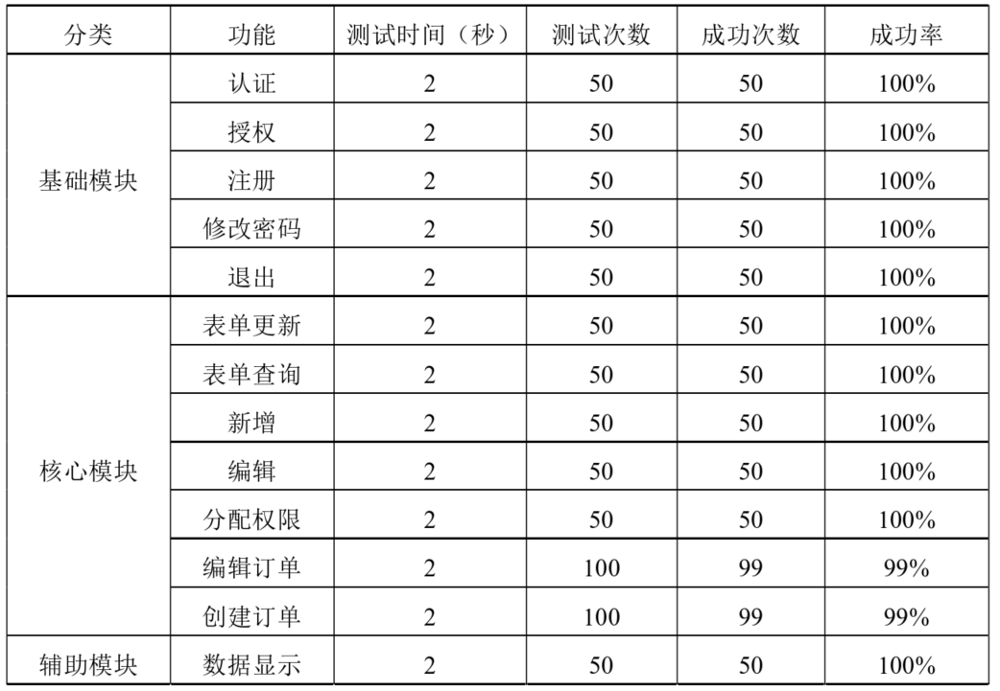 分类 功能 测试时间（秒） 测试次数 成功次数 成功率
认证 2 50 50 100%
授权 2 50 50 100%
基础模块 注册 2 50 50 100%
修改密码 2 50 50 100%
退出 2 50 50 100%
表单更新 2 50 50 100%
表单查询 2 50 50 100%
新增 2 50 50 100%
核心模块 编辑 2 50 50 100%
分配权限 2 50 50 100%
编辑订单 2 100 99 99%
创建订单 2 100 99 99%
辅助模块 数据显示 2 50 50 100%